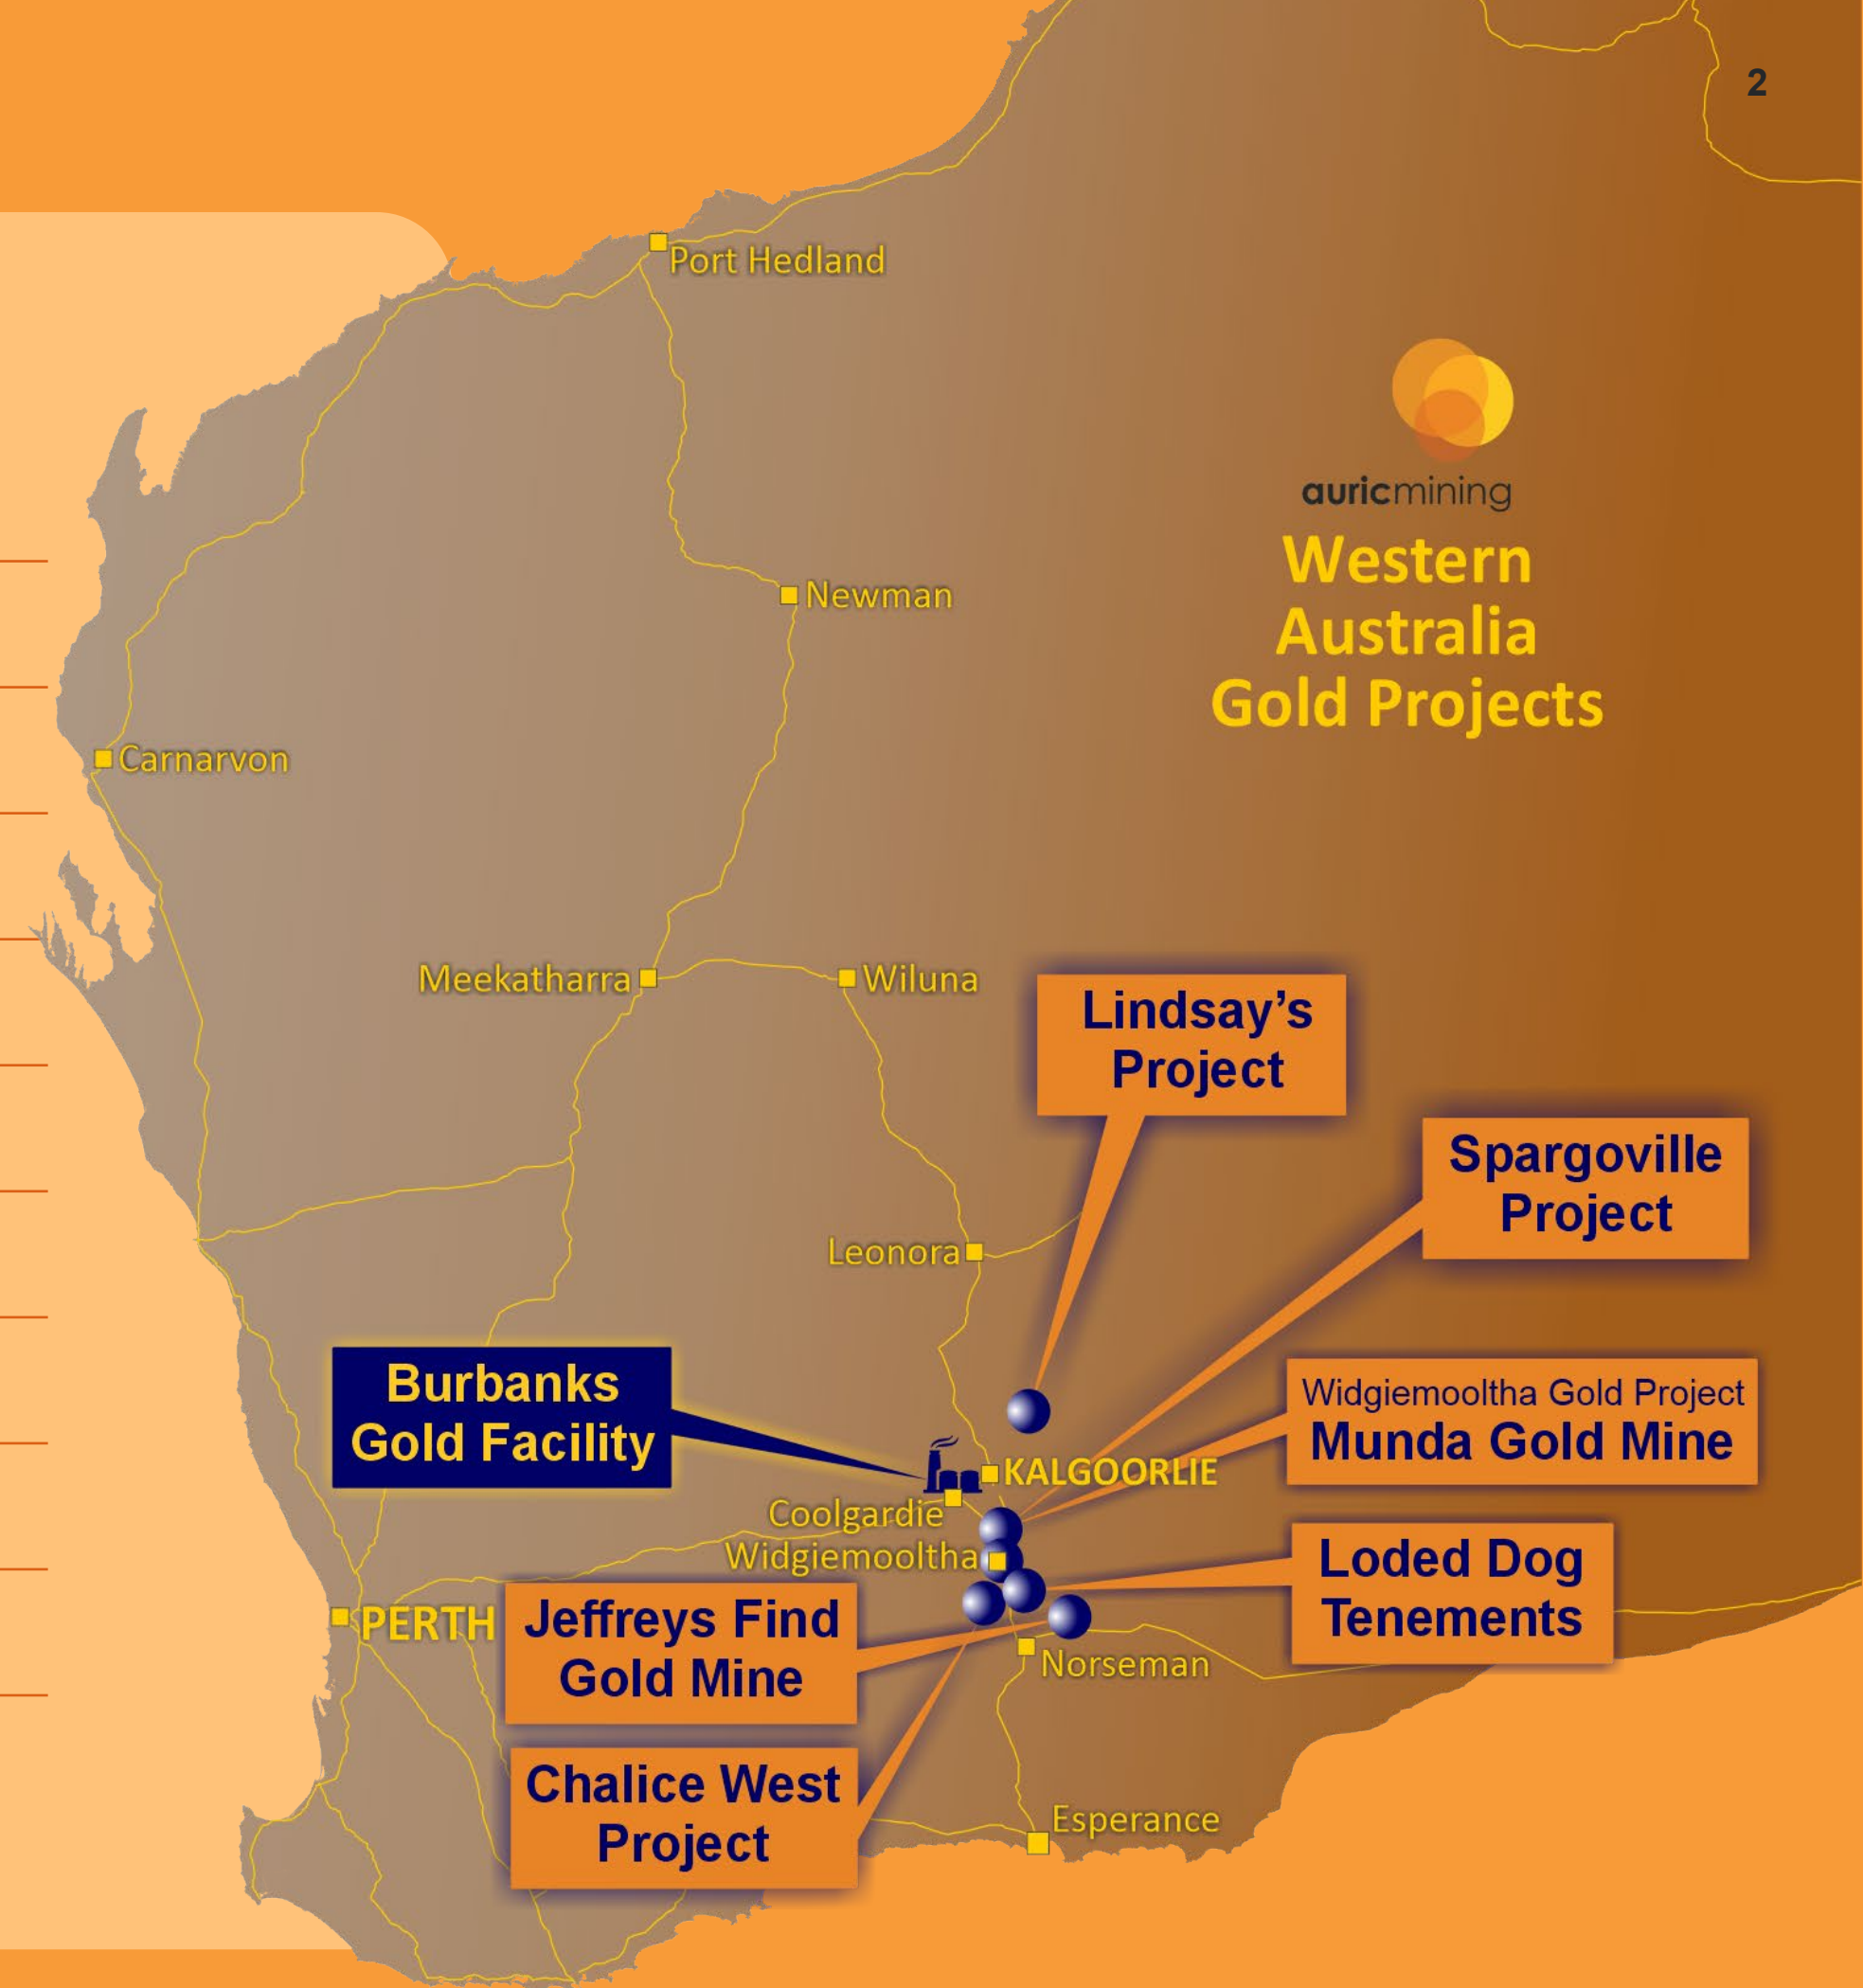 2
Port Hedland
auricmining
Western
Australia
Gold Projects
Newman
Carnarvon
Meekatharra
Wiluna
Lindsay’s
Project
Spargoville
Project
Leonora
Burbanks
Gold Facility
Widgiemooltha Gold Project
Munda Gold Mine
KALGOORLIE
Coolgardie
Widgiemooltha
Loded Dog
Tenements
PERTH
Jeffreys Find
Gold Mine
Norseman
Chalice West
Project
Esperance